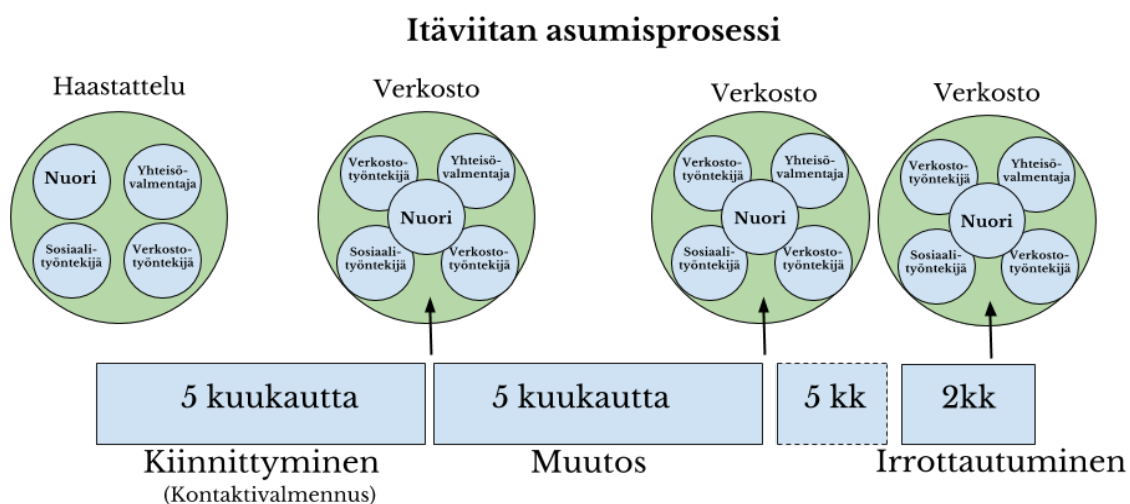 Itäviitan asumisprosessi
Haastattelu
Nuori
Yhteisö-
valmentaja
Sosiaali-
työntekijä
Verkosto-
työntekijä
Verkosto
Verkosto-
työntekijä
Yhteisö-
valmentaja
Nuori
Sosiaali-
työntekijä
Verkosto-
työntekijä
Verkosto
Verkosto-
työntekijä
Yhteisö-
valmentaja
Nuori
Sosiaali-
työntekijä
Verkosto-
työntekijä
Verkosto
Verkosto-
työntekijä
Yhteisö-
valmentaja
Nuori
Sosiaali-
työntekijä
Verkosto-
työntekijä
5 kuukautta
5 kuukautta
5 kk
2kk
Kiinnittyminen
(Kontaktivalmennus)
Muutos
Irrottautuminen